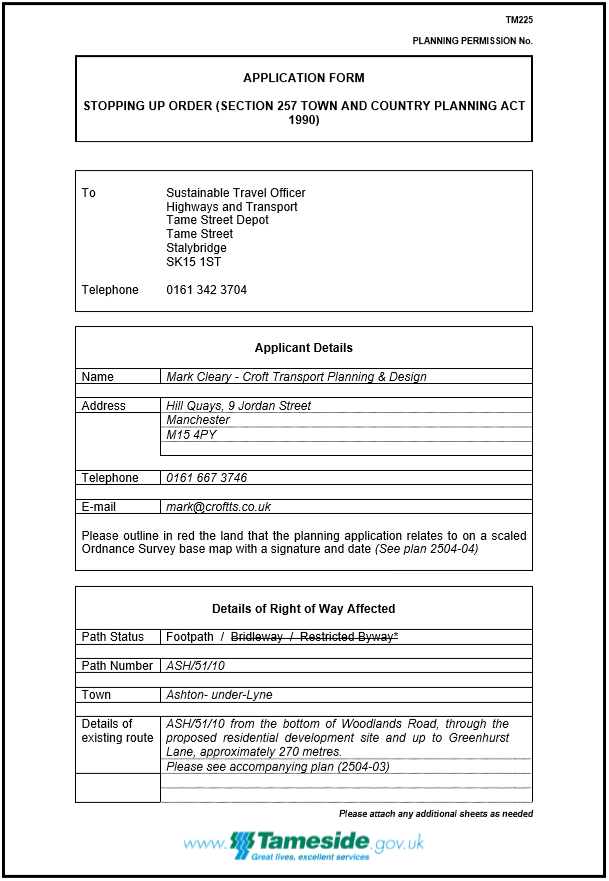 TM225
PLANNING PERMISSION No.
APPLICATION FORM
STOPPING UP ORDER (SECTION 257 TOWN AND COUNTRY PLANNING ACT
1990)
To Sustainable Travel Officer
Highways and Transport
Tame Street Depot
Tame Street
Stalybridge
SK15 1ST
Telephone 0161 342 3704
Applicant Details
Name Mark Cleary - Croft Transport Planning & Design
Address Hill Quays, 9 Jordan Street
Manchester
M15 4PY
Telephone 0161 667 3746
E-mail mark@croftts.co.uk
Please outline in red the land that the planning application relates to on a scaled
Ordnance Survey base map with a signature and date (See plan 2504-04)
Details of Right of Way Affected
Path Status Footpath / Bridleway / Restricted Byway*
Path Number ASH/51/10
Town Ashton- under-Lyne
Details of ASH/51/10 from the bottom of Woodlands Road, through the
existing route proposed residential development site and up to Greenhurst
Lane, approximately 270 metres.
Please see accompanying plan (2504-03)
Please attach any additional sheets as needed
www.Tameside.gov.uk
Great lives, excellent services